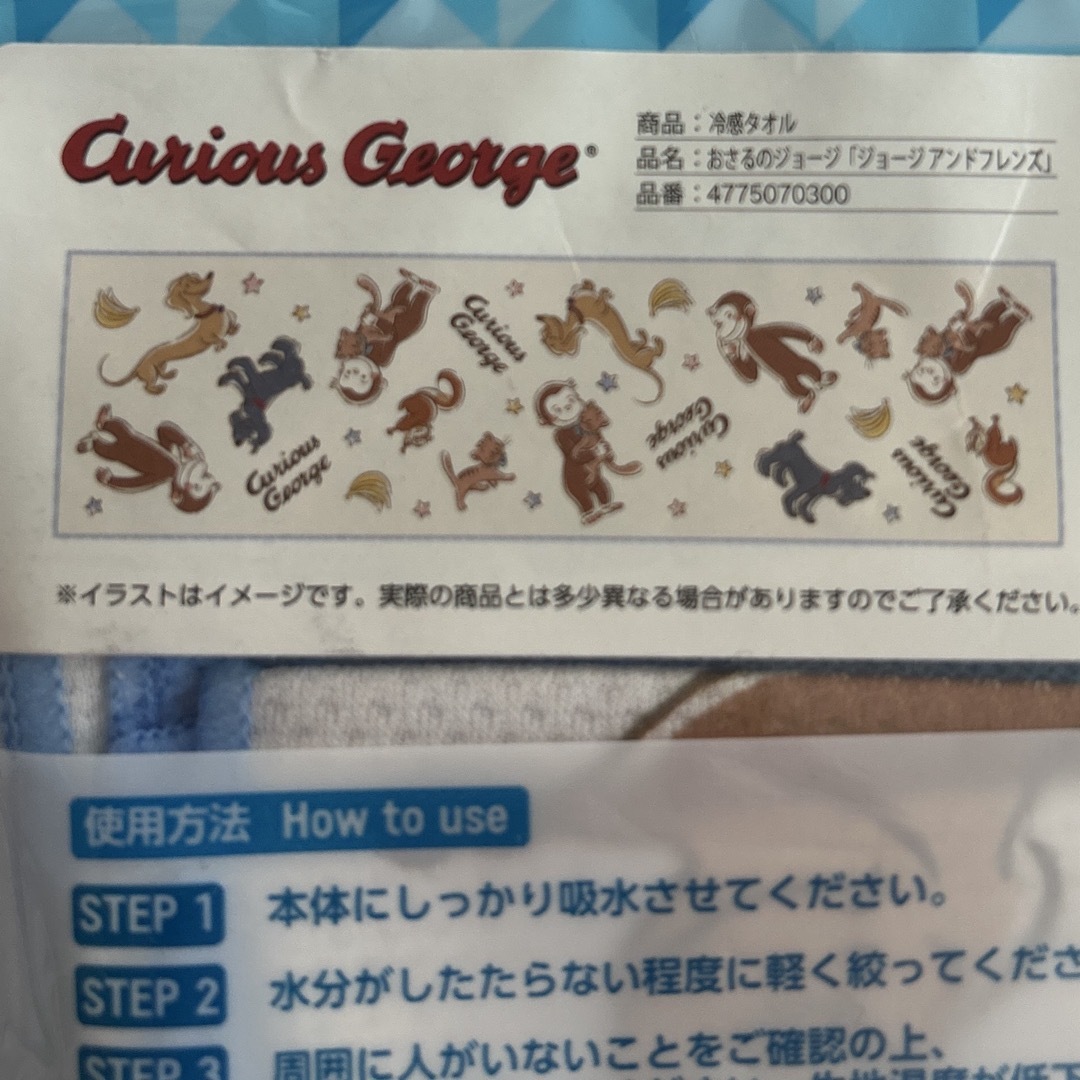 Curious George®
商品：冷感タオル
品名：おさるのジョージ「ジョージアンドフレンズ」
品番：4775070300
Curious
George
Curious
George
Curious
George
Curious
George
※イラストはイメージです。実際の商品とは多少異なる場合がありますのでご了承ください。
使用方法 How to use
STEP 1 本体にしっかり吸水させてください。
STEP 2 水分がしたたらない程度に軽く絞ってくださ
STEP 3 周囲に人がいないことをご確認の上、